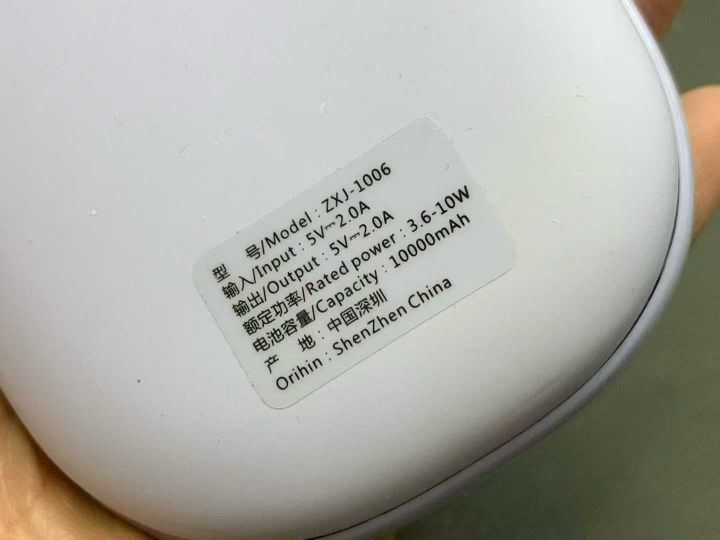 型 号/Model : ZXJ-1006
输入/Input : 5V⎓2.0A
输出/Output : 5V⎓2.0A
额定功率/Rated power : 3.6-10W
电池容量/Capacity : 10000mAh
产 地 : 中国深圳
Orihin : ShenZhen China